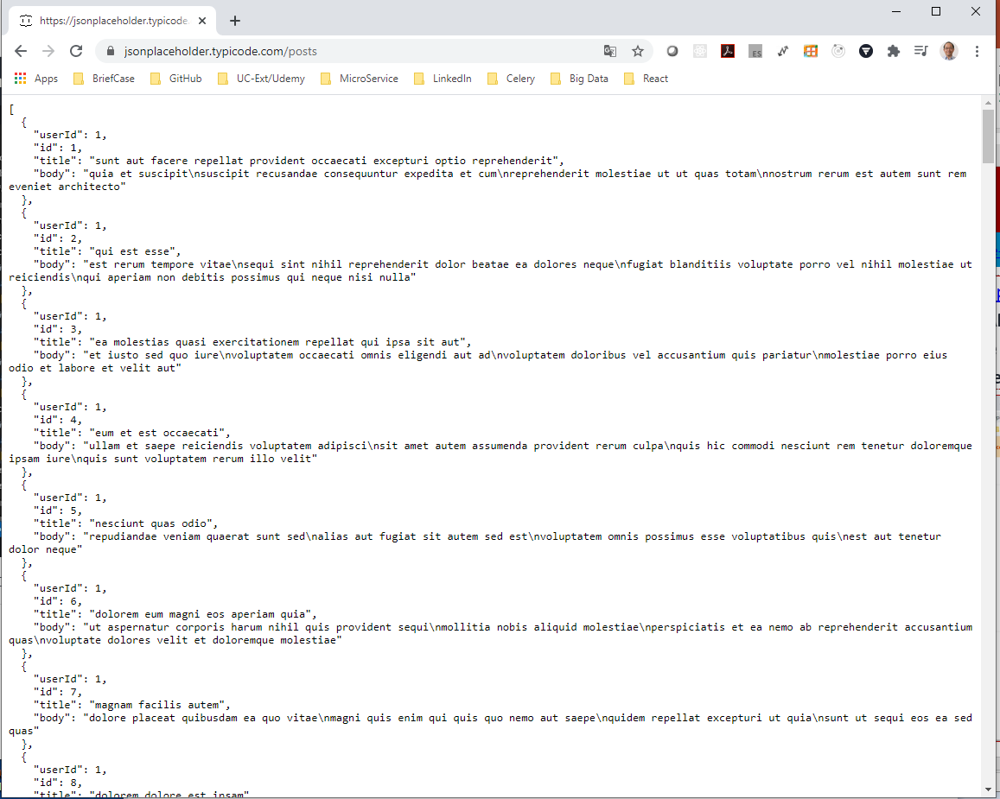 https://jsonplaceholder.typicode.
jsonplaceholder.typicode.com/posts
ES
Apps BriefCase GitHub UC-Ext/Udemy MicroService LinkedIn Celery Big Data React
[
  {
    "userId": 1,
    "id": 1,
    "title": "sunt aut facere repellat provident occaecati excepturi optio reprehenderit",
    "body": "quia et suscipit\nsuscipit recusandae consequuntur expedita et cum\nreprehenderit molestiae ut ut quas totam\nnostrum rerum est autem sunt rem
eveniet architecto"
  },
  {
    "userId": 1,
    "id": 2,
    "title": "qui est esse",
    "body": "est rerum tempore vitae\nsequi sint nihil reprehenderit dolor beatae ea dolores neque\nfugiat blanditiis voluptate porro vel nihil molestiae ut
reiciendis\nqui aperiam non debitis possimus qui neque nisi nulla"
  },
  {
    "userId": 1,
    "id": 3,
    "title": "ea molestias quasi exercitationem repellat qui ipsa sit aut",
    "body": "et iusto sed quo iure\nvoluptatem occaecati omnis eligendi aut ad\nvoluptatem doloribus vel accusantium quis pariatur\nmolestiae porro eius
odio et labore et velit aut"
  },
  {
    "userId": 1,
    "id": 4,
    "title": "eum et est occaecati",
    "body": "ullam et saepe reiciendis voluptatem adipisci\nsit amet autem assumenda provident rerum culpa\nquis hic commodi nesciunt rem tenetur doloremque
ipsam iure\nquis sunt voluptatem rerum illo velit"
  },
  {
    "userId": 1,
    "id": 5,
    "title": "nesciunt quas odio",
    "body": "repudiandae veniam quaerat sunt sed\nalias aut fugiat sit autem sed est\nvoluptatem omnis possimus esse voluptatibus quis\nest aut tenetur
dolor neque"
  },
  {
    "userId": 1,
    "id": 6,
    "title": "dolorem eum magni eos aperiam quia",
    "body": "ut aspernatur corporis harum nihil quis provident sequi\nmollitia nobis aliquid molestiae\nperspiciatis et ea nemo ab reprehenderit accusantium
quas\nvoluptate dolores velit et doloremque molestiae"
  },
  {
    "userId": 1,
    "id": 7,
    "title": "magnam facilis autem",
    "body": "dolore placeat quibusdam ea quo vitae\nmagni quis enim qui quis quo nemo aut saepe\nquidem repellat excepturi ut quia\nsunt ut sequi eos ea sed
quas"
  },
  {
    "userId": 1,
    "id": 8,
    "title": "dolorem dolore est ipsam"